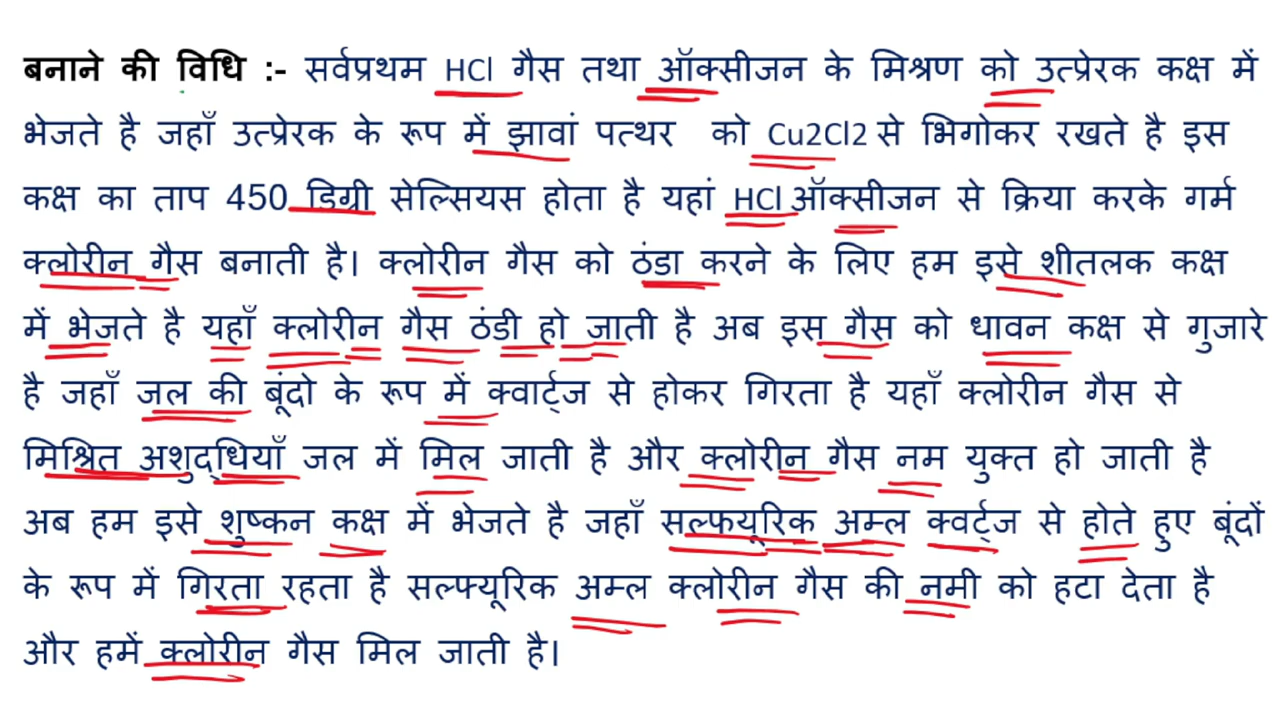 बनाने की विधि :- सर्वप्रथम HCl गैस तथा ऑक्सीजन के मिश्रण को उत्प्रेरक कक्ष में
भेजते है जहाँ उत्प्रेरक के रूप में झावां पत्थर को Cu2Cl2 से भिगोकर रखते है इस
कक्ष का ताप 450 डिग्री सेल्सियस होता है यहां HCl ऑक्सीजन से क्रिया करके गर्म
क्लोरीन गैस बनाती है। क्लोरीन गैस को ठंडा करने के लिए हम इसे शीतलक कक्ष
में भेजते है यहाँ क्लोरीन गैस ठंडी हो जाती है अब इस गैस को धावन कक्ष से गुजारे
है जहाँ जल की बूंदो के रूप में क्वार्ट्ज से होकर गिरता है यहाँ क्लोरीन गैस से
मिश्रित अशुद्धियाँ जल में मिल जाती है और क्लोरीन गैस नम युक्त हो जाती है
अब हम इसे शुष्कन कक्ष में भेजते है जहाँ सल्फयूरिक अम्ल क्वर्ट्ज से होते हुए बूंदों
के रूप में गिरता रहता है सल्फ्यूरिक अम्ल क्लोरीन गैस की नमी को हटा देता है
और हमें क्लोरीन गैस मिल जाती है।